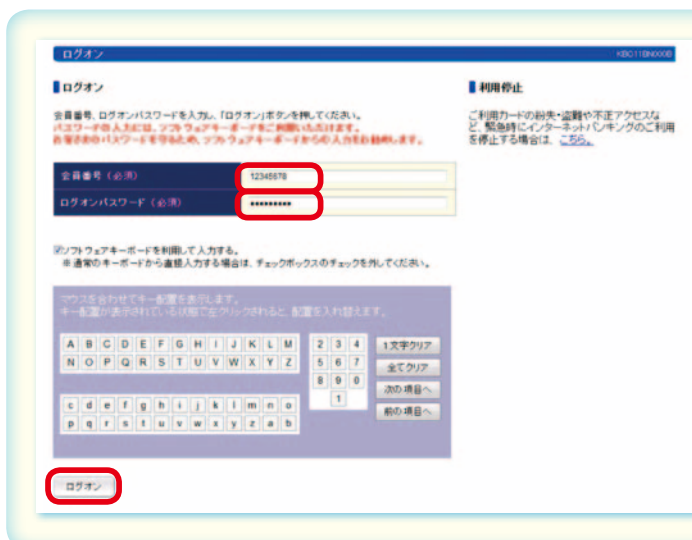 ログオン
KBC11BN000B
ログオン
会員番号、ログオンパスワードを入力し、「ログオン」ボタンを押してください。
パスワードの入力には、ソフトウェアキーボードをご利用いただけます。
お客さまのパスワードを守るため、ソフトウェアキーボードからの入力をお勧めします。
利用停止
ご利用カードの紛失・盗難や不正アクセスな
ど、緊急時にインターネットバンキングのご利用
を停止する場合は、こちら。
会員番号（必須）
12345678
ログオンパスワード（必須）
●●●●●●●●●
ソフトウェアキーボードを利用して入力する。
※通常のキーボードから直接入力する場合は、チェックボックスのチェックを外してください。
マウスを合わせてキー配置を表示します。
キー配置が表示されている状態で左クリックされると、配置を入れ替えます。
A B C D E F G H I J K L M
N O P Q R S T U V W X Y Z
c d e f g h i j k l m n o
p q r s t u v w x y z a b
2 3 4
5 6 7
8 9 0
1
1文字クリア
全てクリア
次の項目へ
前の項目へ
ログオン